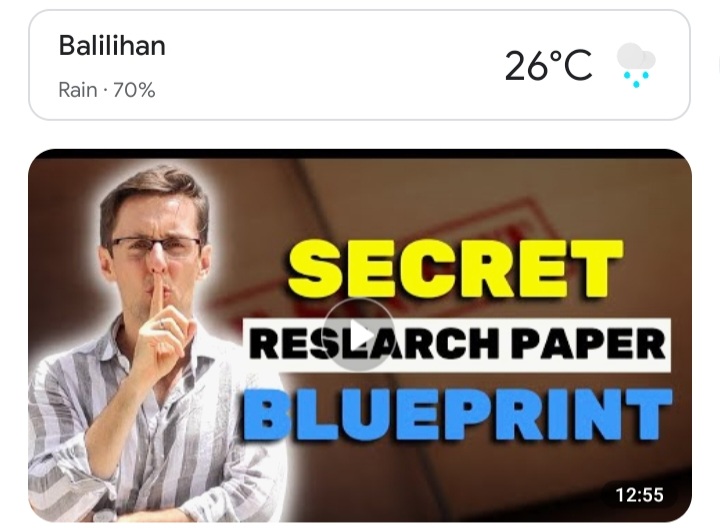 Balilihan
26°C
Rain · 70%
SECRET
RESEARCH PAPER
BLUEPRINT
12:55